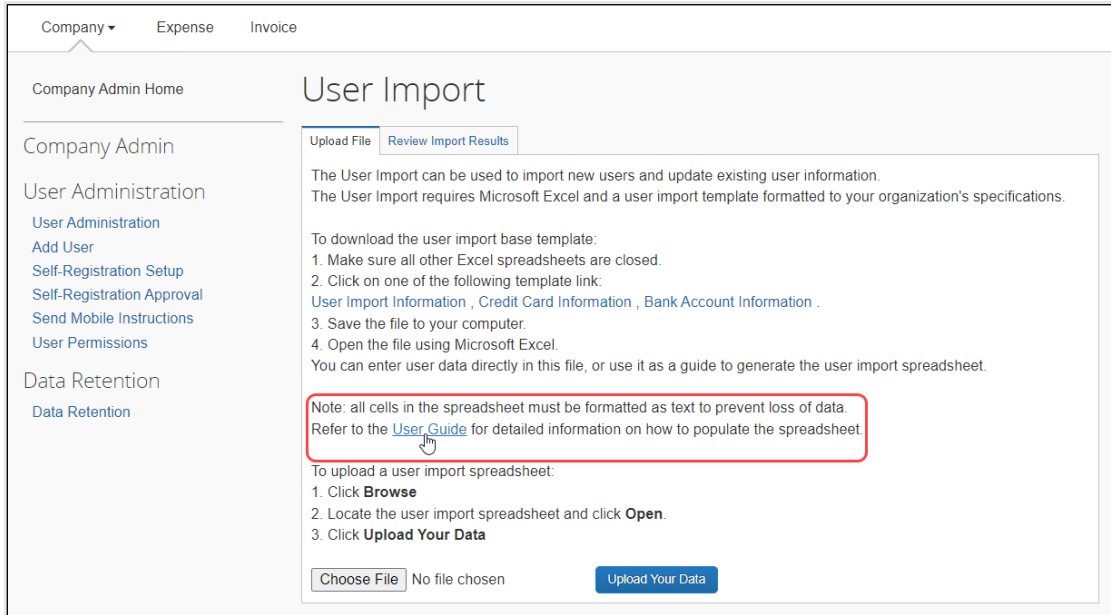 Company Expense Invoice
Company Admin Home
Company Admin
User Administration
User Administration
Add User
Self-Registration Setup
Self-Registration Approval
Send Mobile Instructions
User Permissions
Data Retention
Data Retention
User Import
Upload File Review Import Results
The User Import can be used to import new users and update existing user information.
The User Import requires Microsoft Excel and a user import template formatted to your organization's specifications.
To download the user import base template:
1. Make sure all other Excel spreadsheets are closed.
2. Click on one of the following template link:
User Import Information , Credit Card Information , Bank Account Information .
3. Save the file to your computer.
4. Open the file using Microsoft Excel.
You can enter user data directly in this file, or use it as a guide to generate the user import spreadsheet.
Note: all cells in the spreadsheet must be formatted as text to prevent loss of data.
Refer to the User Guide for detailed information on how to populate the spreadsheet.
To upload a user import spreadsheet:
1. Click Browse
2. Locate the user import spreadsheet and click Open.
3. Click Upload Your Data
Choose File No file chosen Upload Your Data